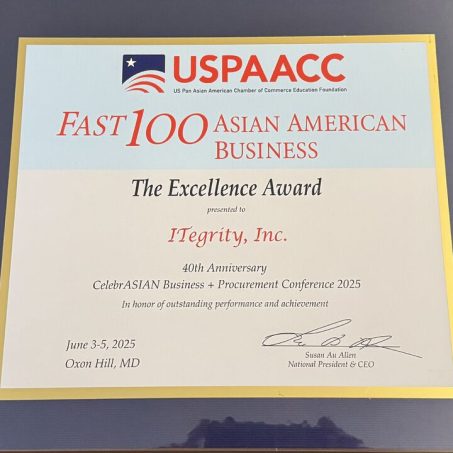 USPAACC
US Pan Asian American Chamber of Commerce Education Foundation
FAST 100 ASIAN AMERICAN
BUSINESS
The Excellence Award
presented to
ITegrity, Inc.
40th Anniversary
CelebrASIAN Business + Procurement Conference 2025
In honor of outstanding performance and achievement
June 3-5, 2025
Oxon Hill, MD
Susan Au Allen
National President & CEO